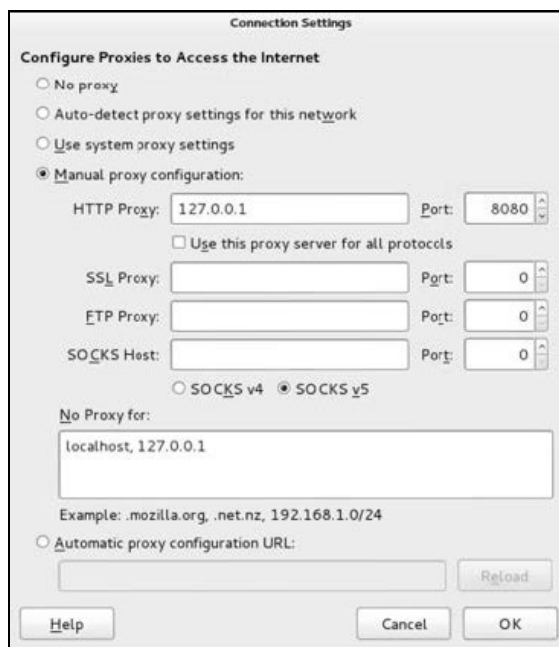 Connection Settings
Configure Proxies to Access the Internet
No proxy
Auto-detect proxy settings for this network
Use system proxy settings
Manual proxy configuration:
HTTP Proxy: 127.0.0.1 Port: 8080
Use this proxy server for all protocols
SSL Proxy: Port: 0
FTP Proxy: Port: 0
SOCKS Host: Port: 0
SOCKS v4 SOCKS v5
No Proxy for:
localhost, 127.0.0.1
Example: .mozilla.org, .net.nz, 192.168.1.0/24
Automatic proxy configuration URL:
Reload
Help Cancel OK